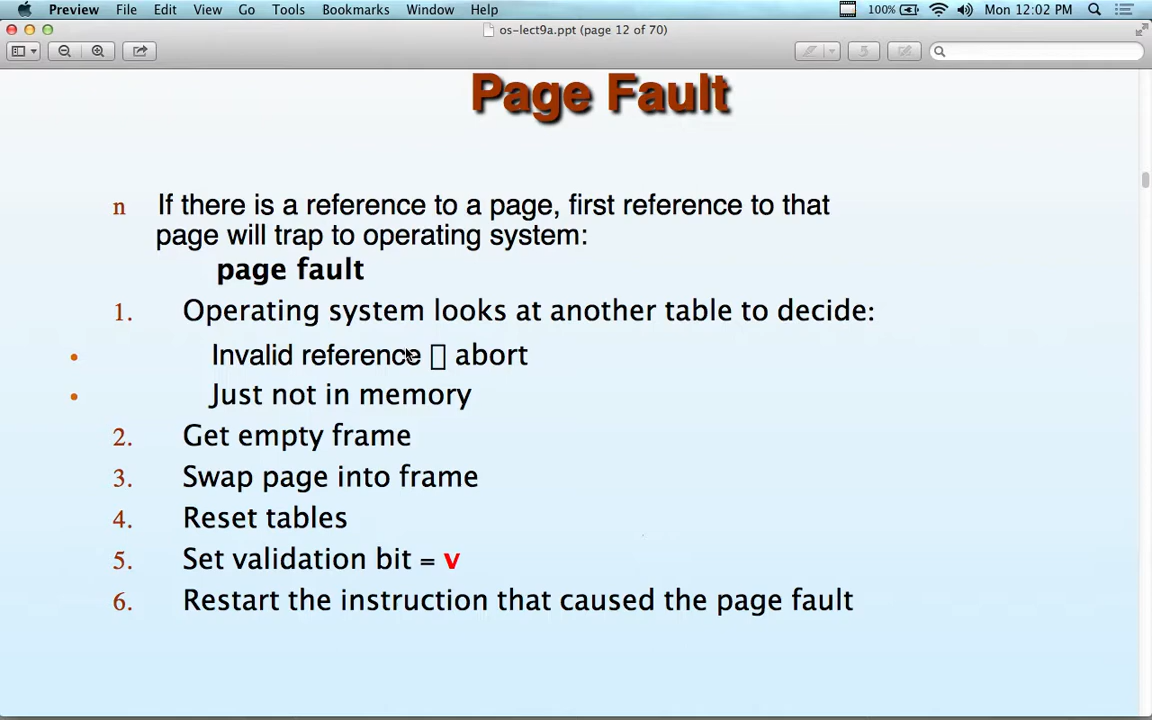 Preview File Edit View Go Tools Bookmarks Window Help 100% Mon 12:02 PM
os-lect9a.ppt (page 12 of 70)
Page Fault
n If there is a reference to a page, first reference to that
page will trap to operating system:
page fault
1. Operating system looks at another table to decide:
• Invalid reference ▯ abort
• Just not in memory
2. Get empty frame
3. Swap page into frame
4. Reset tables
5. Set validation bit = v
6. Restart the instruction that caused the page fault